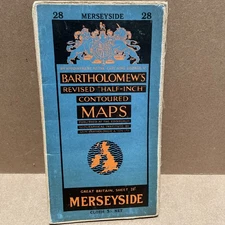 28 MERSEYSIDE 28
BARTHOLOMEW'S
REVISED "HALF-INCH"
CONTOURED
MAPS
GREAT BRITAIN, SHEET 28
MERSEYSIDE